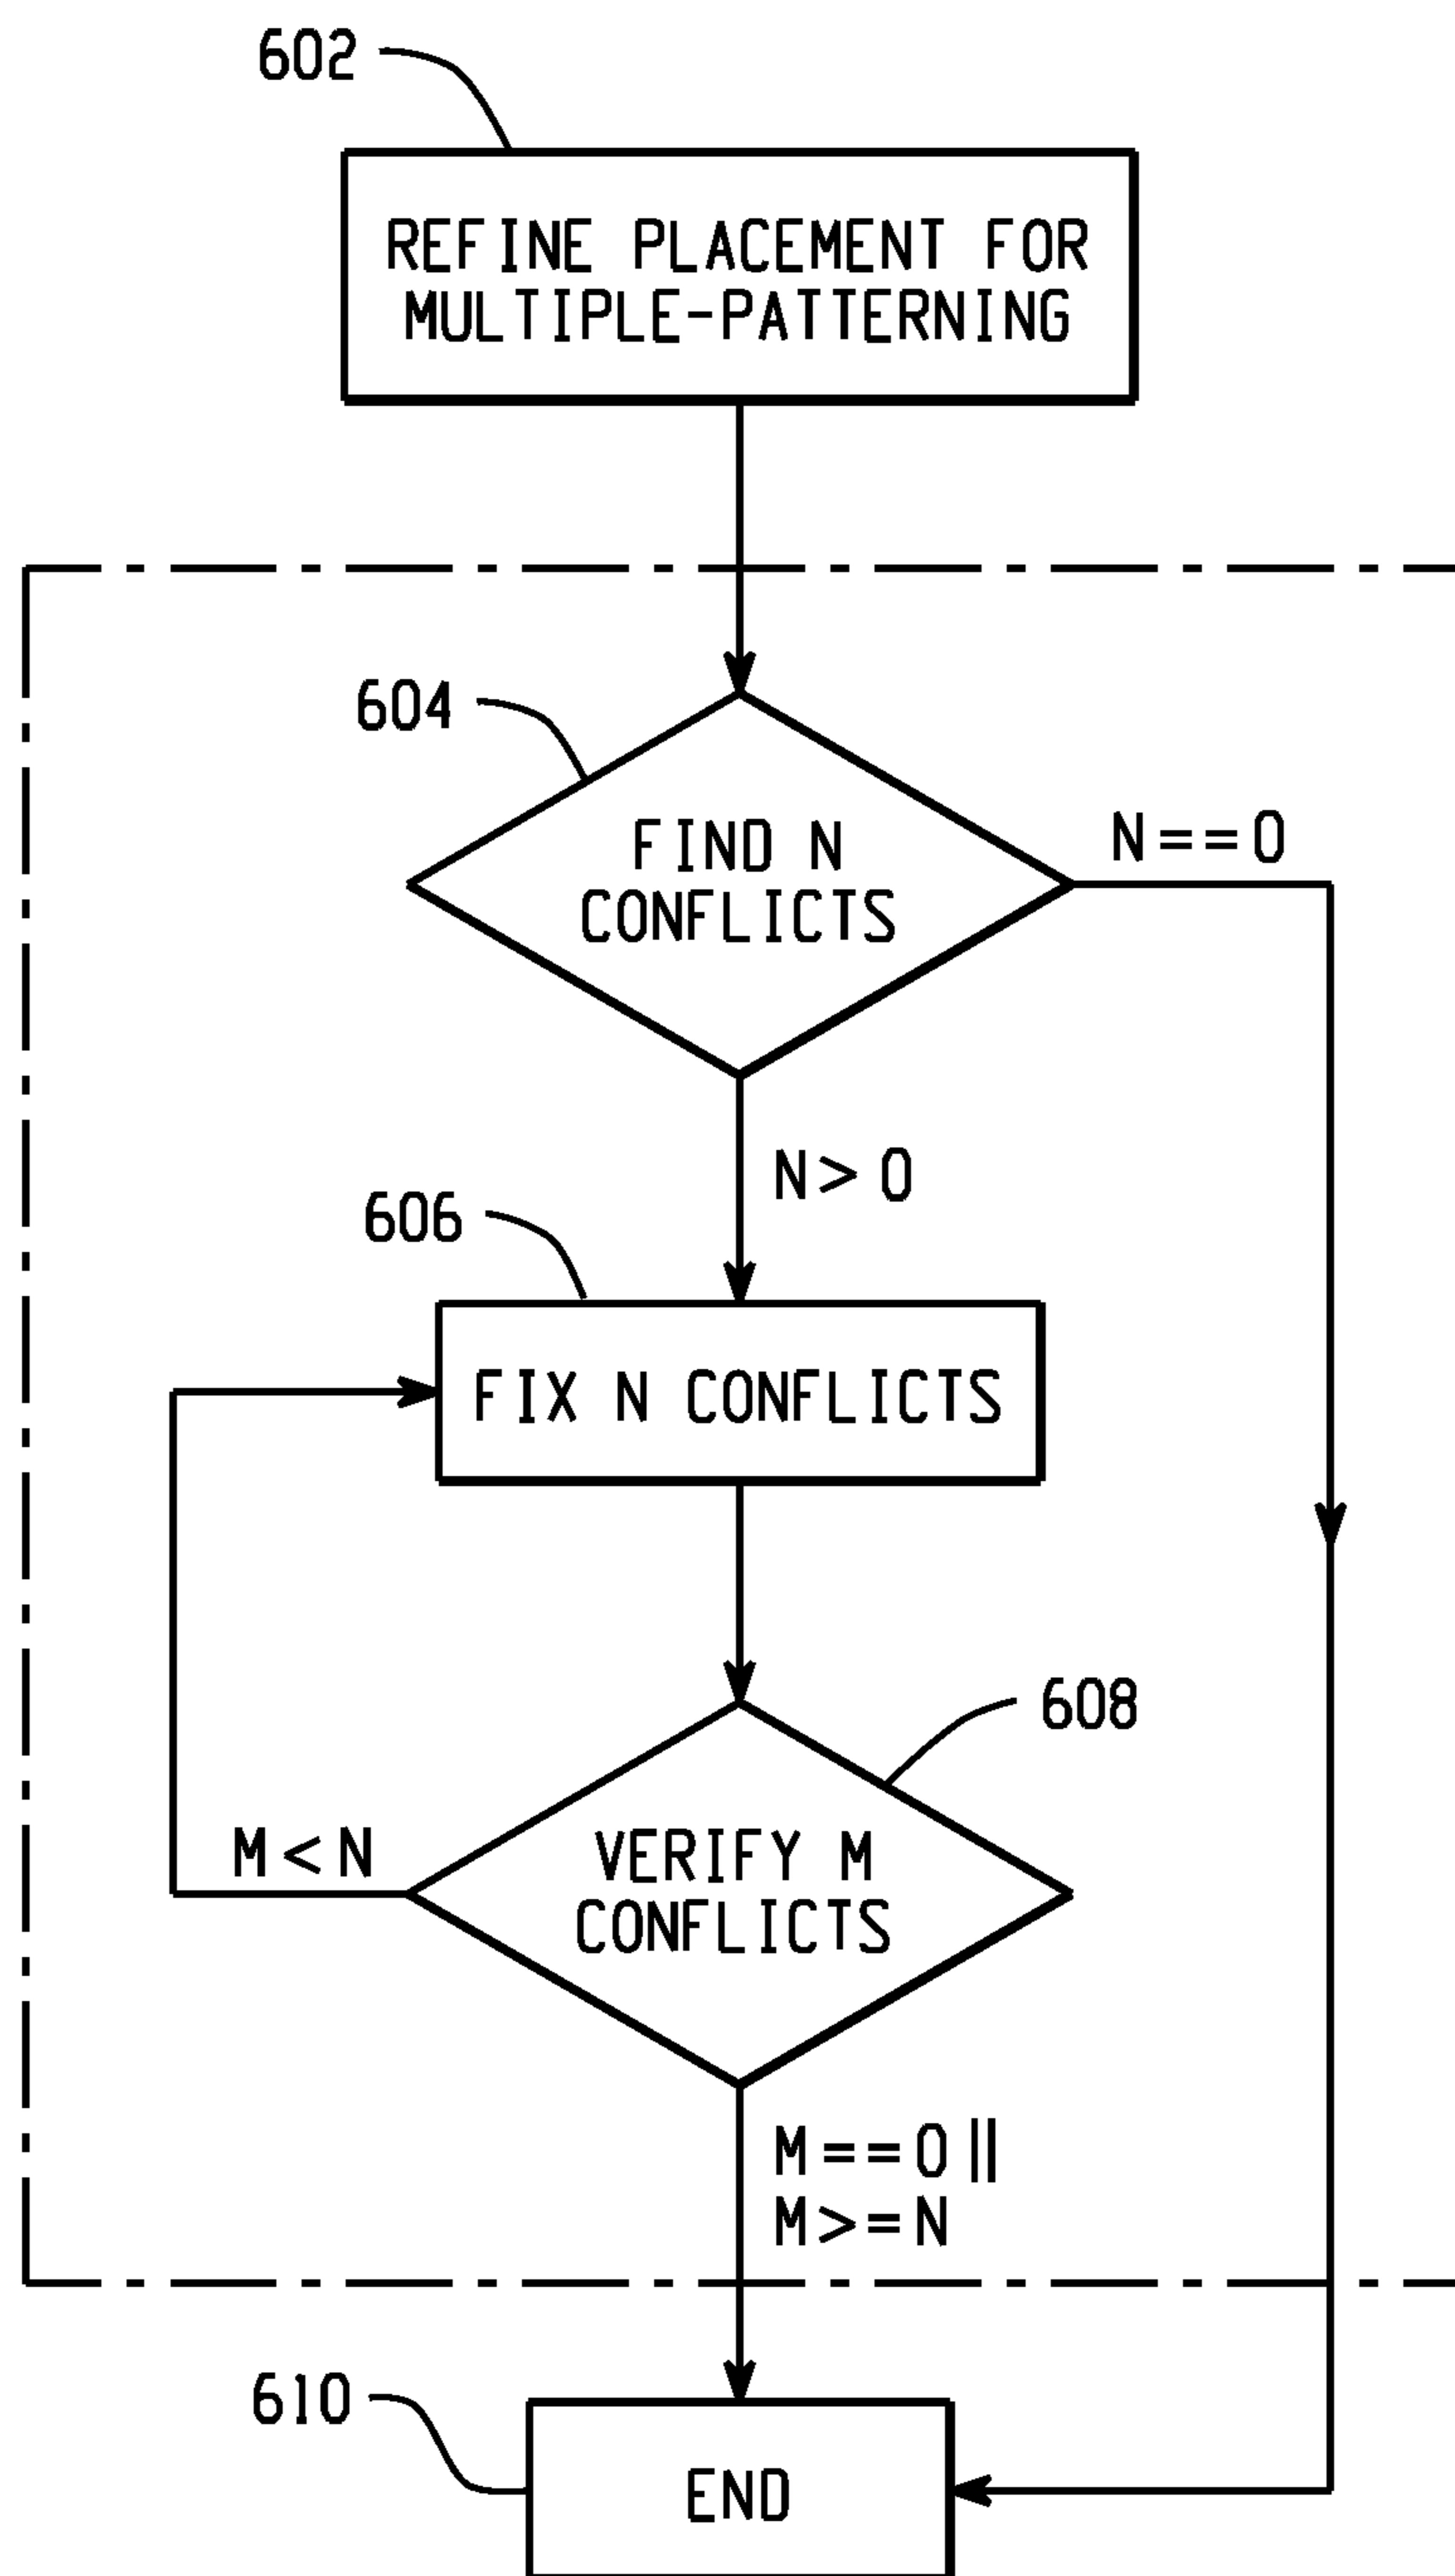 602
REFINE PLACEMENT FOR
MULTIPLE-PATTERNING
604
FIND N
CONFLICTS
N==0
N>0
606
FIX N CONFLICTS
608
VERIFY M
CONFLICTS
M<N
M==0||
M>=N
610
END